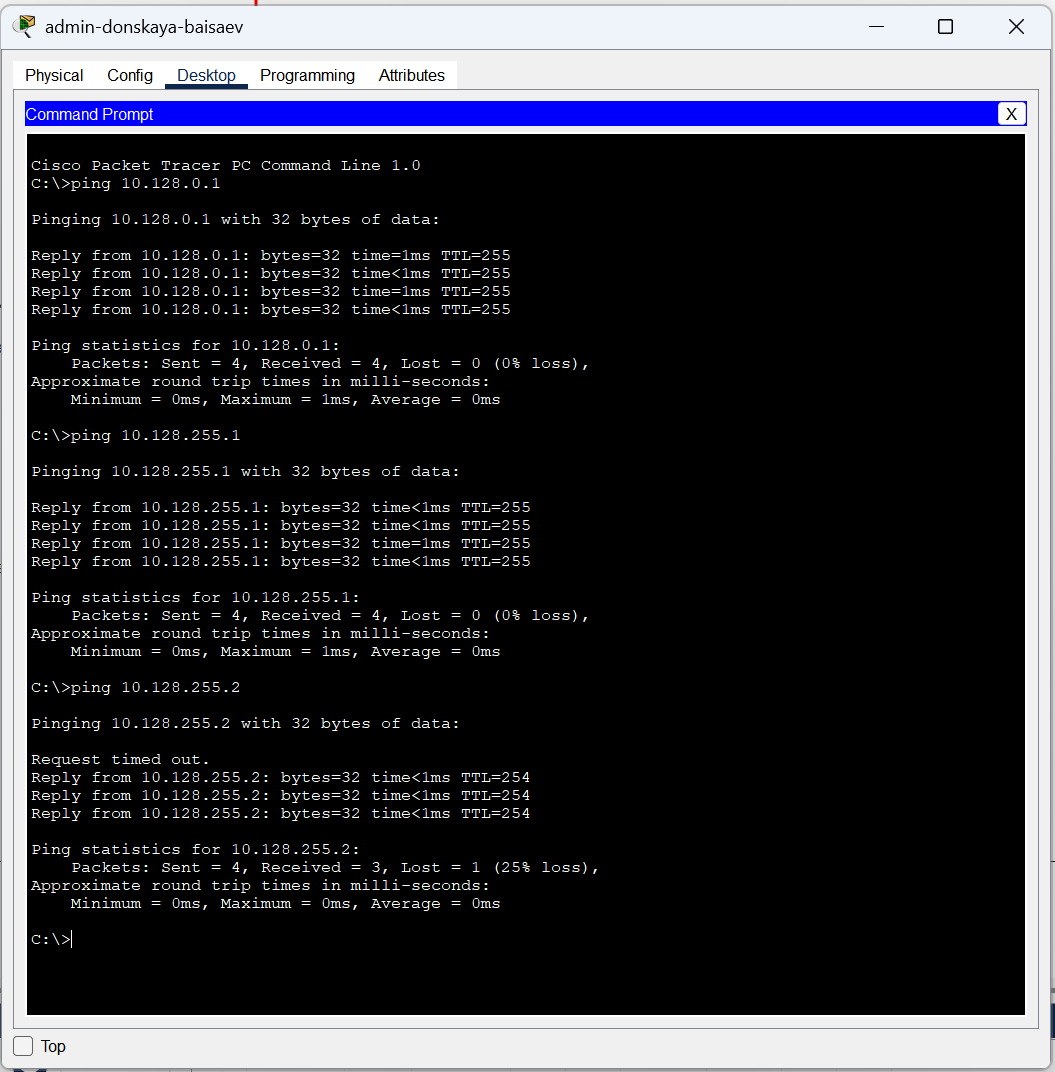 admin-donskaya-baisaev
Physical Config Desktop Programming Attributes
Command Prompt X
Cisco Packet Tracer PC Command Line 1.0
C:\>ping 10.128.0.1
Pinging 10.128.0.1 with 32 bytes of data:
Reply from 10.128.0.1: bytes=32 time=1ms TTL=255
Reply from 10.128.0.1: bytes=32 time<1ms TTL=255
Reply from 10.128.0.1: bytes=32 time=1ms TTL=255
Reply from 10.128.0.1: bytes=32 time<1ms TTL=255
Ping statistics for 10.128.0.1:
Packets: Sent = 4, Received = 4, Lost = 0 (0% loss),
Approximate round trip times in milli-seconds:
Minimum = 0ms, Maximum = 1ms, Average = 0ms
C:\>ping 10.128.255.1
Pinging 10.128.255.1 with 32 bytes of data:
Reply from 10.128.255.1: bytes=32 time<1ms TTL=255
Reply from 10.128.255.1: bytes=32 time<1ms TTL=255
Reply from 10.128.255.1: bytes=32 time=1ms TTL=255
Reply from 10.128.255.1: bytes=32 time<1ms TTL=255
Ping statistics for 10.128.255.1:
Packets: Sent = 4, Received = 4, Lost = 0 (0% loss),
Approximate round trip times in milli-seconds:
Minimum = 0ms, Maximum = 1ms, Average = 0ms
C:\>ping 10.128.255.2
Pinging 10.128.255.2 with 32 bytes of data:
Request timed out.
Reply from 10.128.255.2: bytes=32 time<1ms TTL=254
Reply from 10.128.255.2: bytes=32 time<1ms TTL=254
Reply from 10.128.255.2: bytes=32 time<1ms TTL=254
Ping statistics for 10.128.255.2:
Packets: Sent = 4, Received = 3, Lost = 1 (25% loss),
Approximate round trip times in milli-seconds:
Minimum = 0ms, Maximum = 0ms, Average = 0ms
C:\>
Top